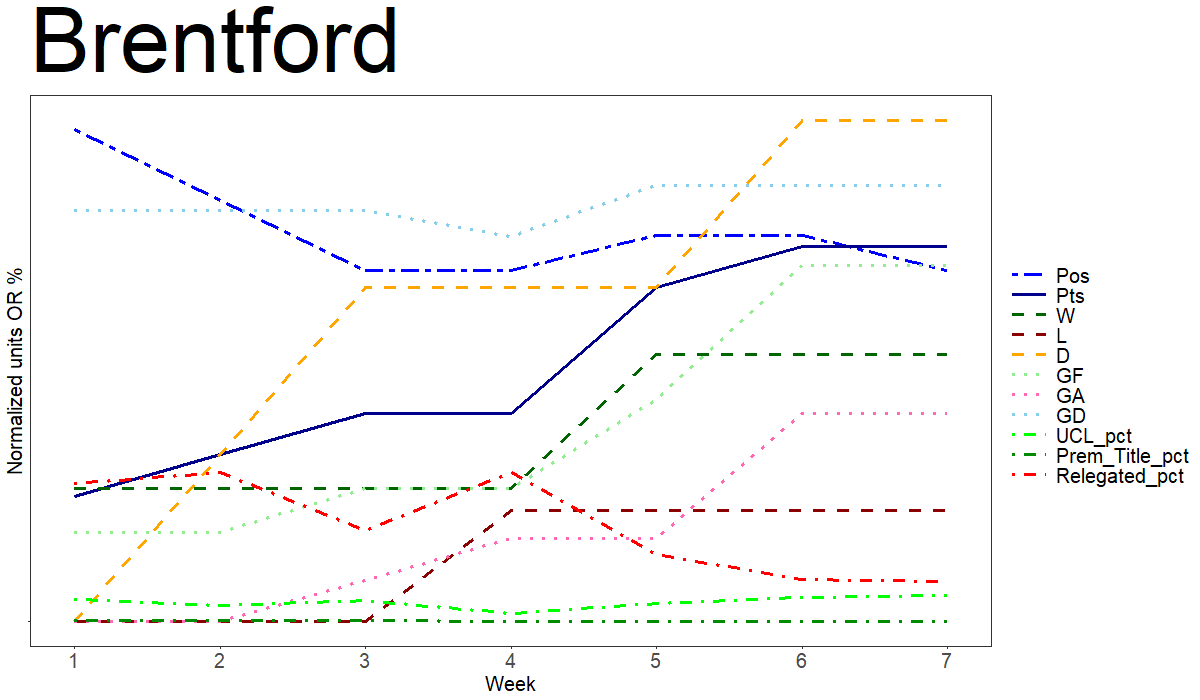 Brentford
Normalized units OR %
Pos
Pts
W
L
D
GF
GA
GD
UCL_pct
Prem_Title_pct
Relegated_pct
1 2 3 4 5 6 7
Week